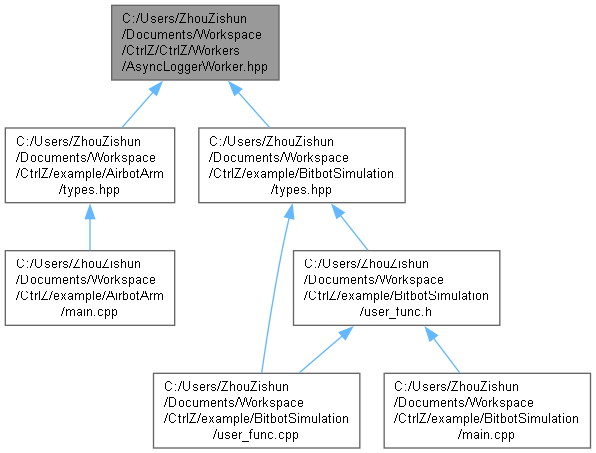 C:/Users/ZhouZishun
/Documents/Workspace
/CtrlZ/CtrlZ/Workers
/AsyncLoggerWorker.hpp
C:/Users/ZhouZishun
/Documents/Workspace
/CtrlZ/example/AirbotArm
/types.hpp
C:/Users/ZhouZishun
/Documents/Workspace
/CtrlZ/example/BitbotSimulation
/types.hpp
C:/Users/ZhouZishun
/Documents/Workspace
/CtrlZ/example/AirbotArm
/main.cpp
C:/Users/ZhouZishun
/Documents/Workspace
/CtrlZ/example/BitbotSimulation
/user_func.h
C:/Users/ZhouZishun
/Documents/Workspace
/CtrlZ/example/BitbotSimulation
/user_func.cpp
C:/Users/ZhouZishun
/Documents/Workspace
/CtrlZ/example/BitbotSimulation
/main.cpp